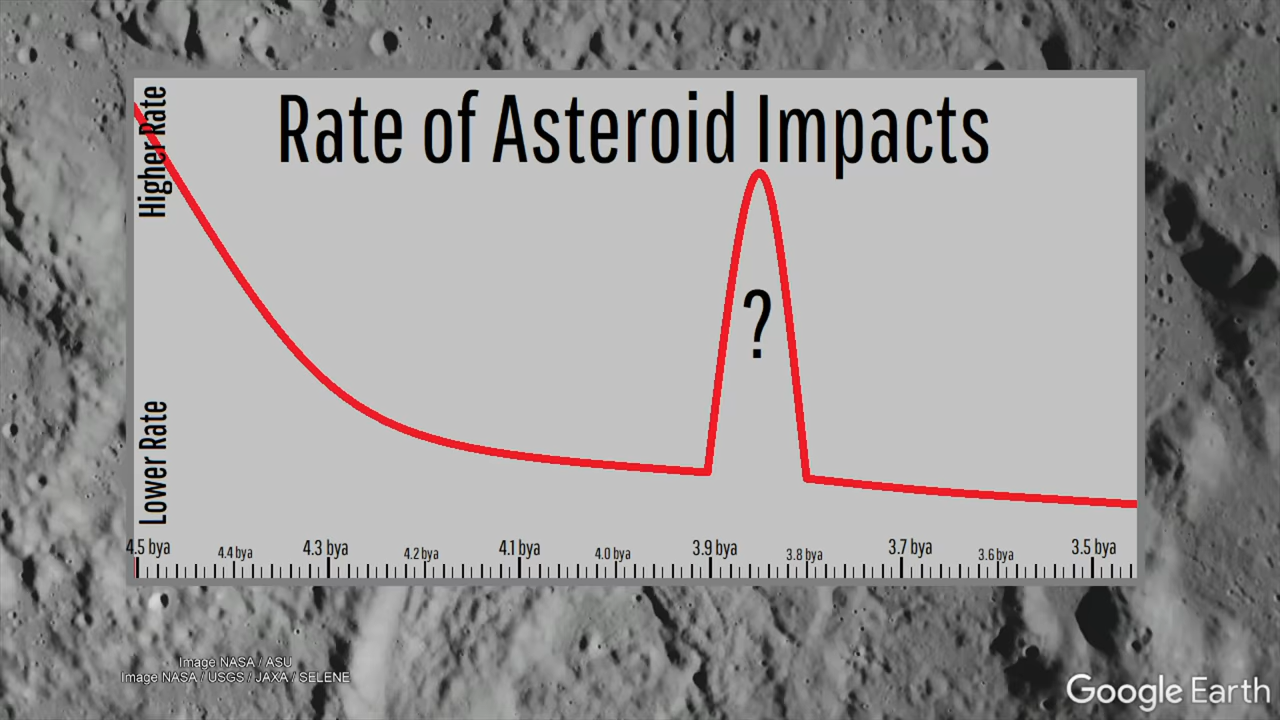 Rate of Asteroid Impacts
Higher Rate
?
Lower Rate
4.5 bya 4.4 bya 4.3 bya 4.2 bya 4.1 bya 4.0 bya 3.9 bya 3.8 bya 3.7 bya 3.6 bya 3.5 bya
Image NASA / ASU
Image NASA / USGS / JAXA / SELENE
Google Earth